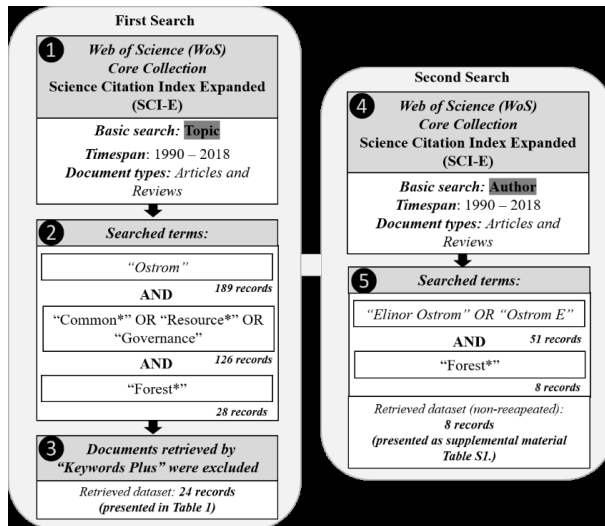 First Search
1
Web of Science (WoS)
Core Collection
Science Citation Index Expanded
(SCI-E)
Basic search: Topic
Timespan: 1990 – 2018
Document types: Articles and
Reviews
2
Searched terms:
“Ostrom”
189 records
AND
“Common*” OR “Resource*” OR
“Governance”
126 records
AND
“Forest*”
28 records
3
Documents retrieved by
“Keywords Plus” were excluded
Retrieved dataset: 24 records
(presented in Table 1)
Second Search
4
Web of Science (WoS)
Core Collection
Science Citation Index Expanded
(SCI-E)
Basic search: Author
Timespan: 1990 – 2018
Document types: Articles and
Reviews
5
Searched terms:
“Elinor Ostrom” OR “Ostrom E”
51 records
AND
“Forest*”
8 records
Retrieved dataset (non-reepeated):
8 records
(presented as supplemental material
Table S1.)